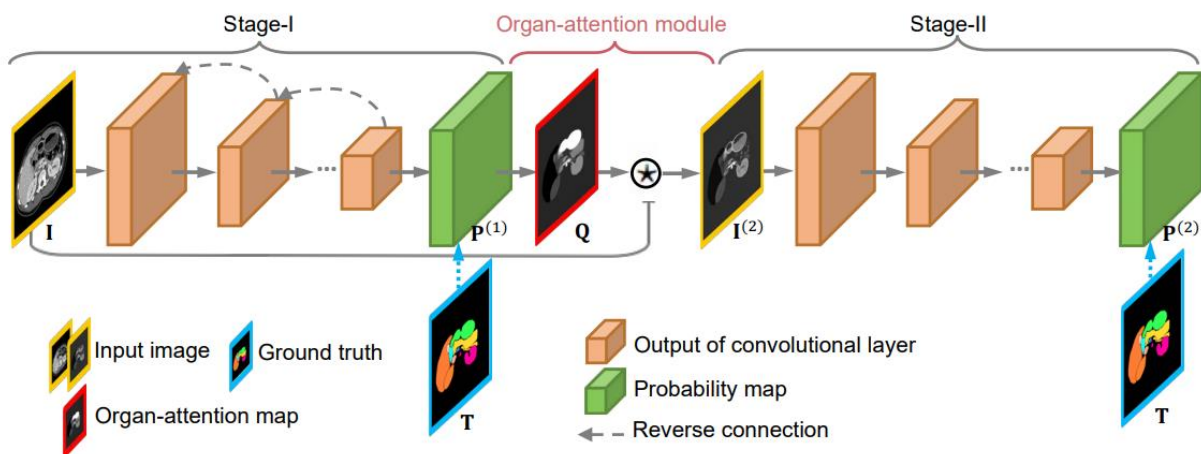 Stage-I
Organ-attention module
Stage-II
I
P(1)
Q
I(2)
P(2)
T
T
Input image
Ground truth
Organ-attention map
Output of convolutional layer
Probability map
Reverse connection